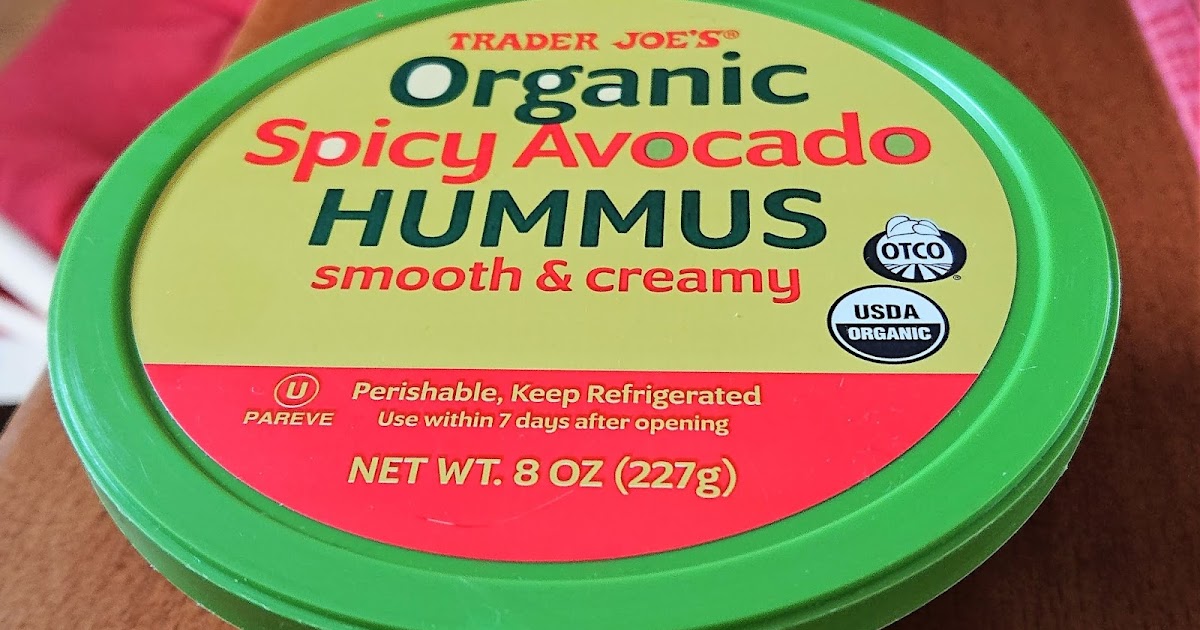 TRADER JOE'S®
Organic
Spicy Avocado
HUMMUS
smooth & creamy
OTCO
®
USDA
ORGANIC
U
PAREVE
Perishable, Keep Refrigerated
Use within 7 days after opening
NET WT. 8 OZ (227g)